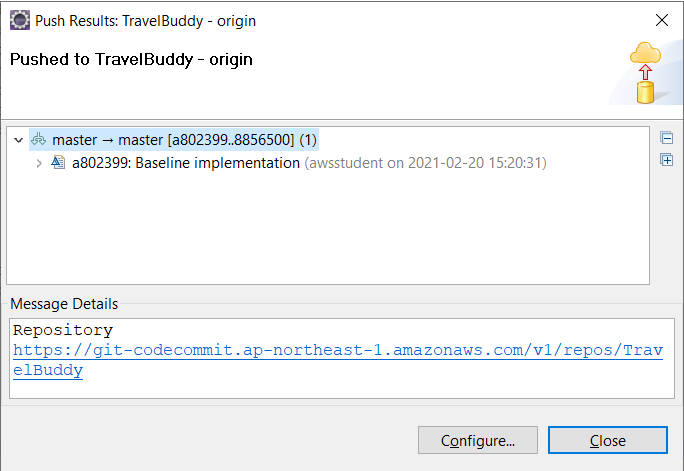 Push Results: TravelBuddy - origin
Pushed to TravelBuddy - origin
master → master [a802399..8856500] (1)
a802399: Baseline implementation (awsstudent on 2021-02-20 15:20:31)
Message Details
Repository
https://git-codecommit.ap-northeast-1.amazonaws.com/v1/repos/Trav
elBuddy
Configure...
Close